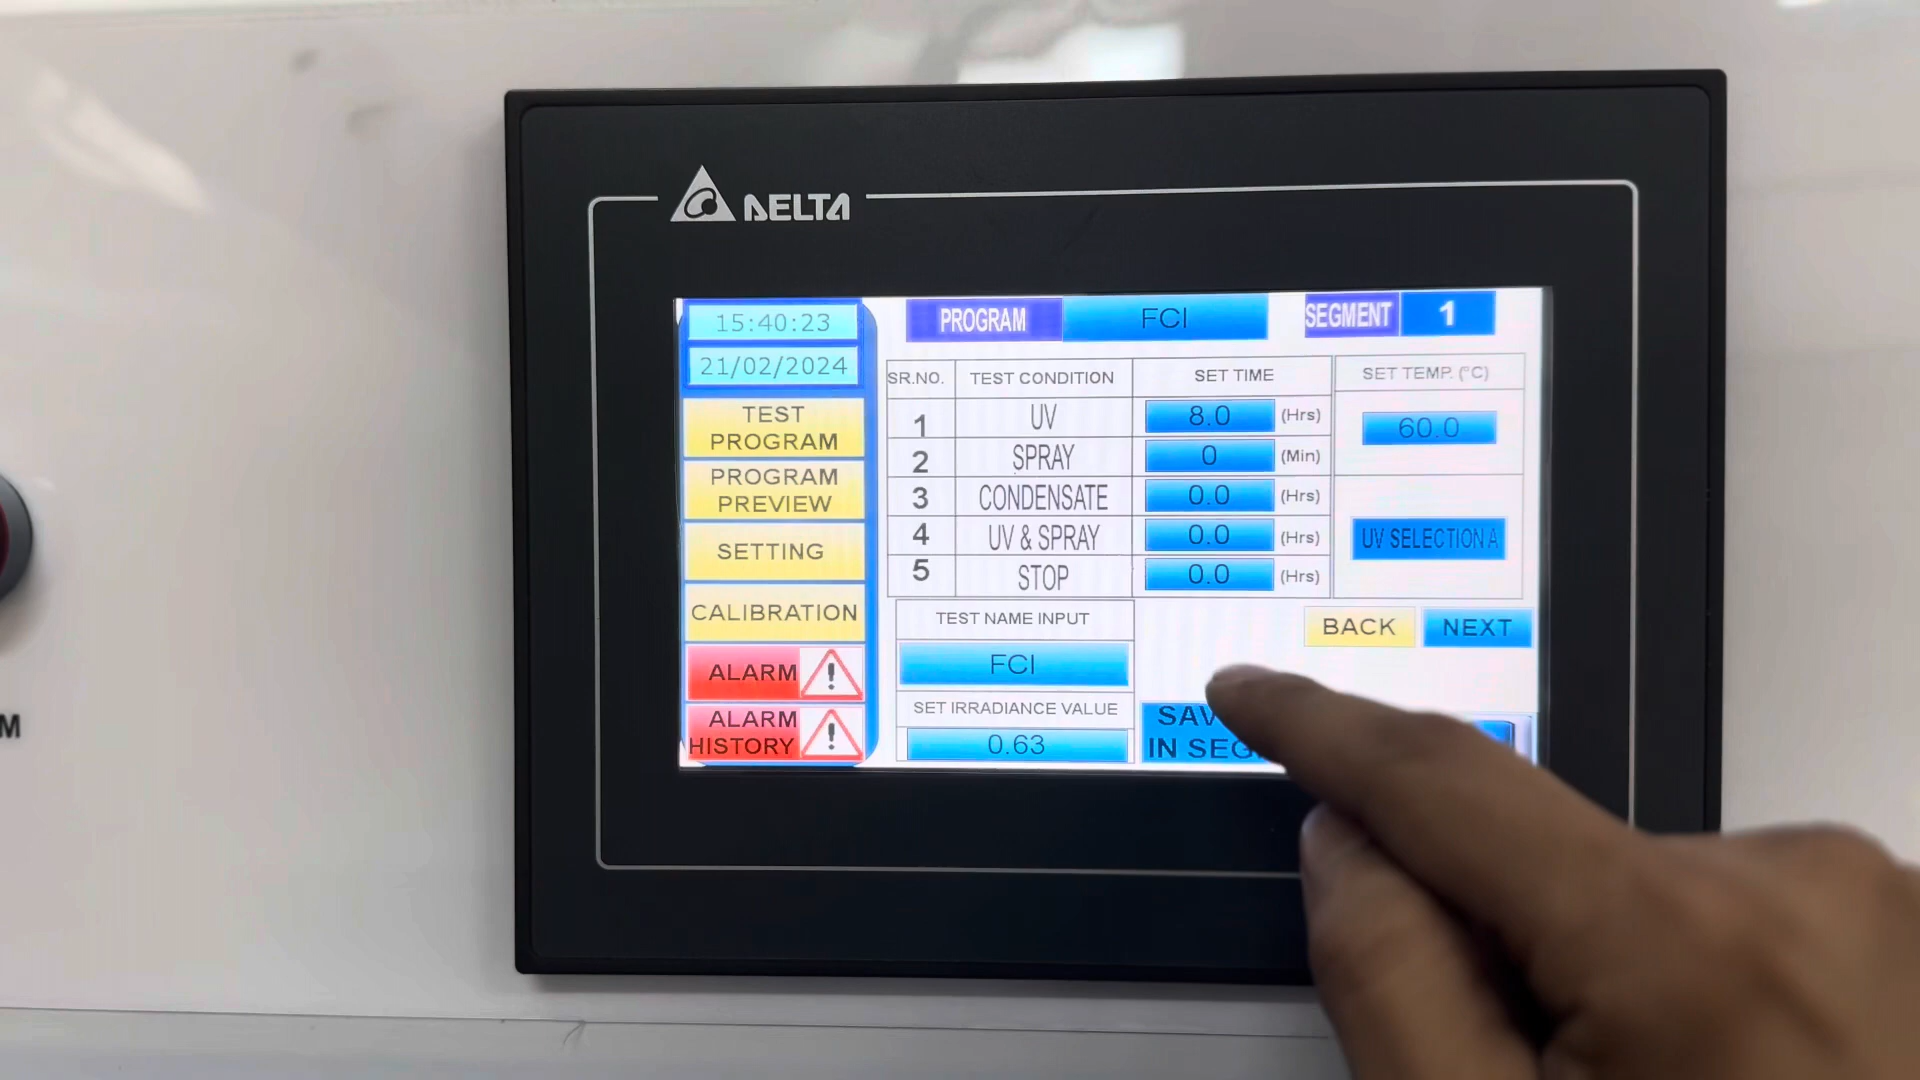 DELTA
15:40:23
21/02/2024
TEST
PROGRAM
PROGRAM
PREVIEW
SETTING
CALIBRATION
ALARM !
ALARM
HISTORY !
PROGRAM FCI SEGMENT 1
SR.NO. TEST CONDITION SET TIME SET TEMP. (°C)
1 UV 8.0 (Hrs) 60.0
2 SPRAY 0 (Min)
3 CONDENSATE 0.0 (Hrs)
4 UV & SPRAY 0.0 (Hrs) UV SELECTION A
5 STOP 0.0 (Hrs)
TEST NAME INPUT
FCI
BACK NEXT
SET IRRADIANCE VALUE
0.63
IN
M